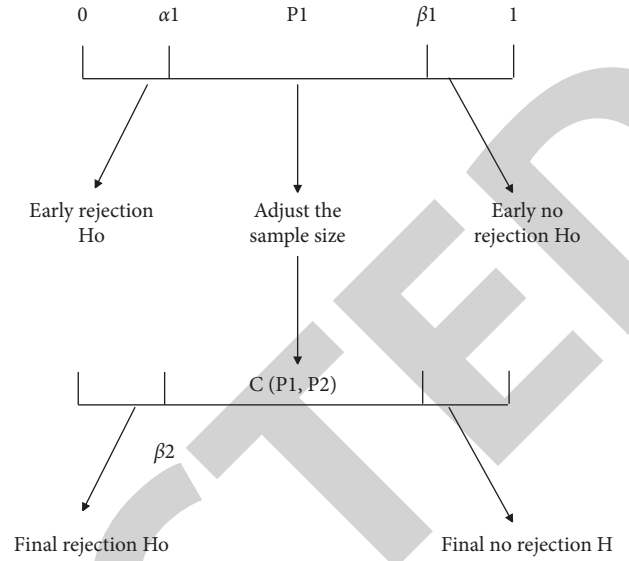 0 α1 P1 β1 1
Early rejection
Ho
Adjust the
sample size
Early no
rejection Ho
C (P1, P2)
β2
Final rejection Ho
Final no rejection H